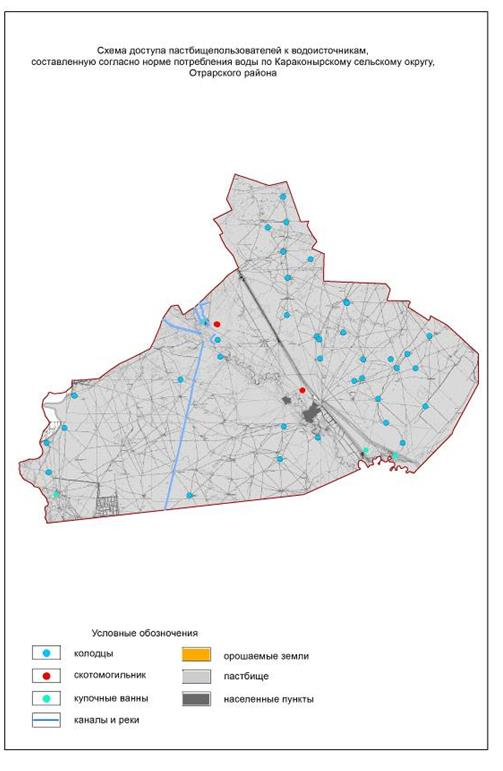 Схема доступа пастбищепользователей к водоисточникам,
составленную согласно норме потребления воды по Караконырскому сельскому округу,
Отрарского района
Условные обозначения
колодцы
скотомогильник
купочные ванны
каналы и реки
орошаемые земли
пастбище
населенные пункты